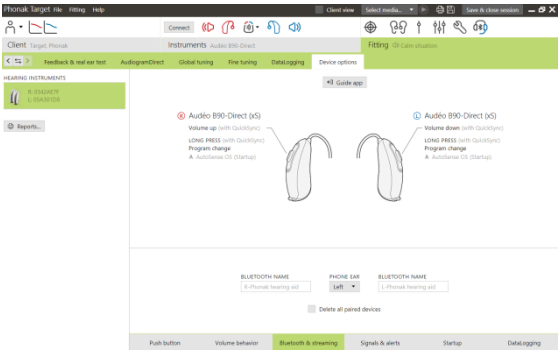 Phonak Target File Fitting Help
Client view Select media... Save & close session
Connect
Client Target, Phonak Instruments Audéo B90-Direct Fitting Calm situation
Feedback & real ear test AudiogramDirect Global tuning Fine tuning DataLogging Device options
HEARING INSTRUMENTS
Guide app
Reports...
R Audéo B90-Direct (xS) L Audéo B90-Direct (xS)
Volume up (with QuickSync) Volume down (with QuickSync)
LONG PRESS (with QuickSync) LONG PRESS (with QuickSync)
Program change Program change
A AutoSense OS (Startup) A AutoSense OS (Startup)
BLUETOOTH NAME PHONE EAR BLUETOOTH NAME
R-Phonak hearing aid Left L-Phonak hearing aid
Delete all paired devices
Push button Volume behavior Bluetooth & streaming Signals & alerts Startup DataLogging